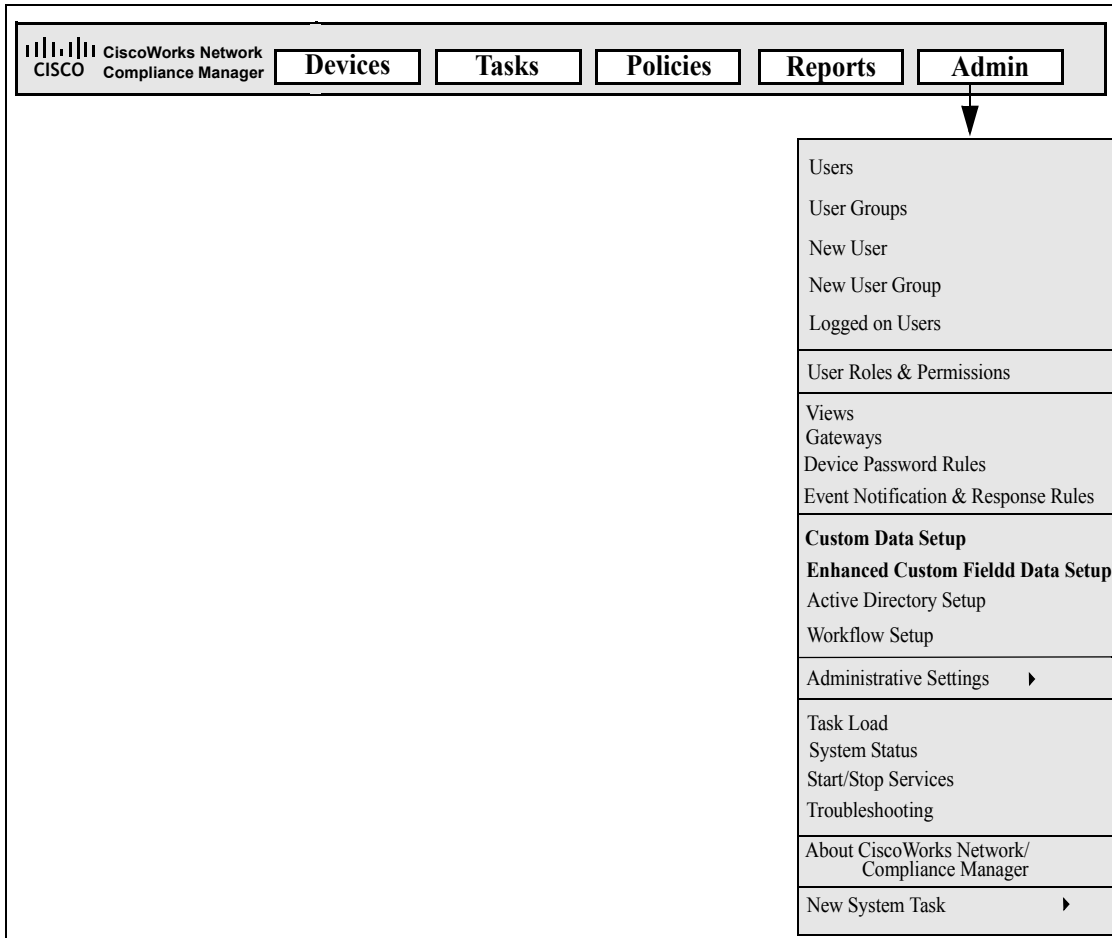 CISCO
CiscoWorks Network
Compliance Manager
Devices
Tasks
Policies
Reports
Admin
Users
User Groups
New User
New User Group
Logged on Users
User Roles & Permissions
Views
Gateways
Device Password Rules
Event Notification & Response Rules
Custom Data Setup
Enhanced Custom Fieldd Data Setup
Active Directory Setup
Workflow Setup
Administrative Settings
Task Load
System Status
Start/Stop Services
Troubleshooting
About CiscoWorks Network/
Compliance Manager
New System Task